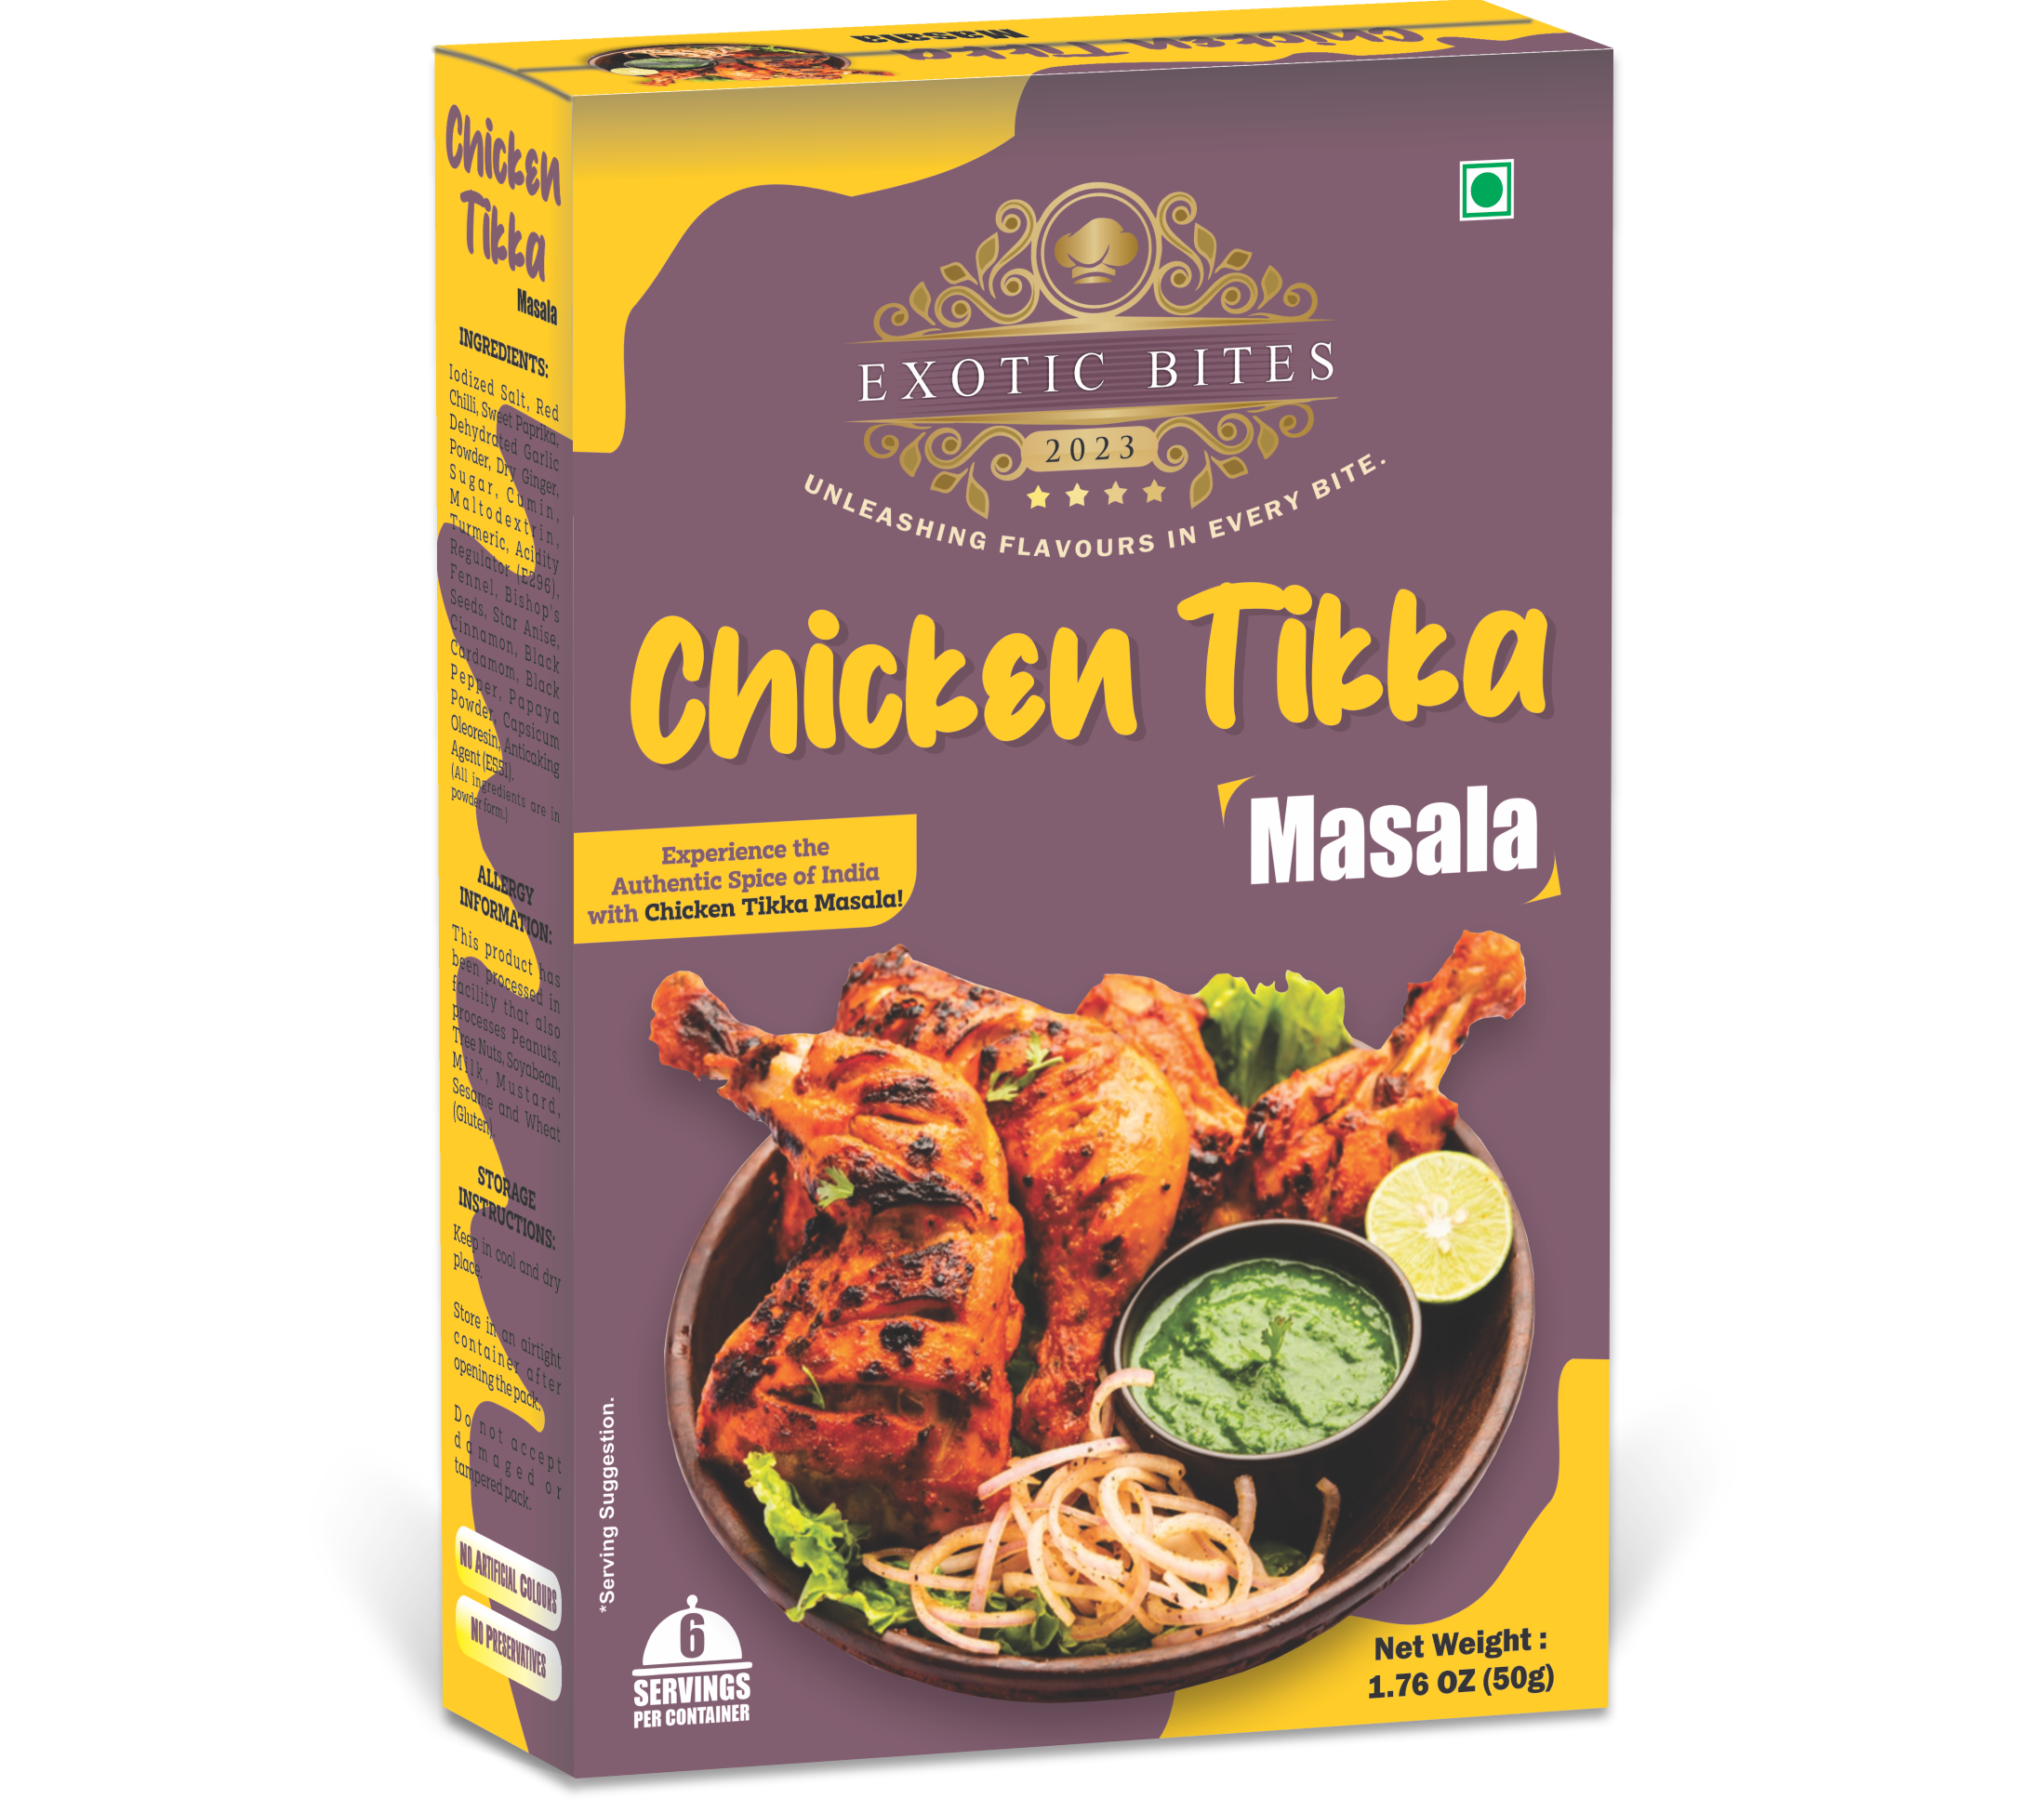 Chicken Tikka
Masala
EXOTIC BITES
2023
UNLEASHING FLAVOURS IN EVERY BITE.
Chicken Tikka
Masala
Experience the
Authentic Spice of India
with Chicken Tikka Masala!
*Serving Suggestion.
6
SERVINGS
PER CONTAINER
Net Weight :
1.76 OZ (50g)
Chicken
Tikka
Masala
INGREDIENTS:
Iodized Salt, Red
Chilli, Sweet Paprika,
Dehydrated Garlic
Powder, Dry Ginger,
Sugar, Cumin,
Maltodextrin,
Turmeric, Acidity
Regulator (E296),
Fennel, Bishop's
Seeds, Star Anise,
Cinnamon, Black
Cardamom, Black
Pepper, Papaya
Powder, Capsicum
Oleoresin, Anticaking
Agent (E551).
(All ingredients are in
powder form.)
ALLERGY
INFORMATION:
This product has
been processed in
facility that also
processes Peanuts,
Tree Nuts, Soyabean,
Milk, Mustard,
Sesame and Wheat
(Gluten).
STORAGE
INSTRUCTIONS:
Keep in cool and dry
place.
Store in an airtight
container after
opening the pack.
Do not accept
damaged or
tampered pack.
NO ARTIFICIAL COLOURS
NO PRESERVATIVES